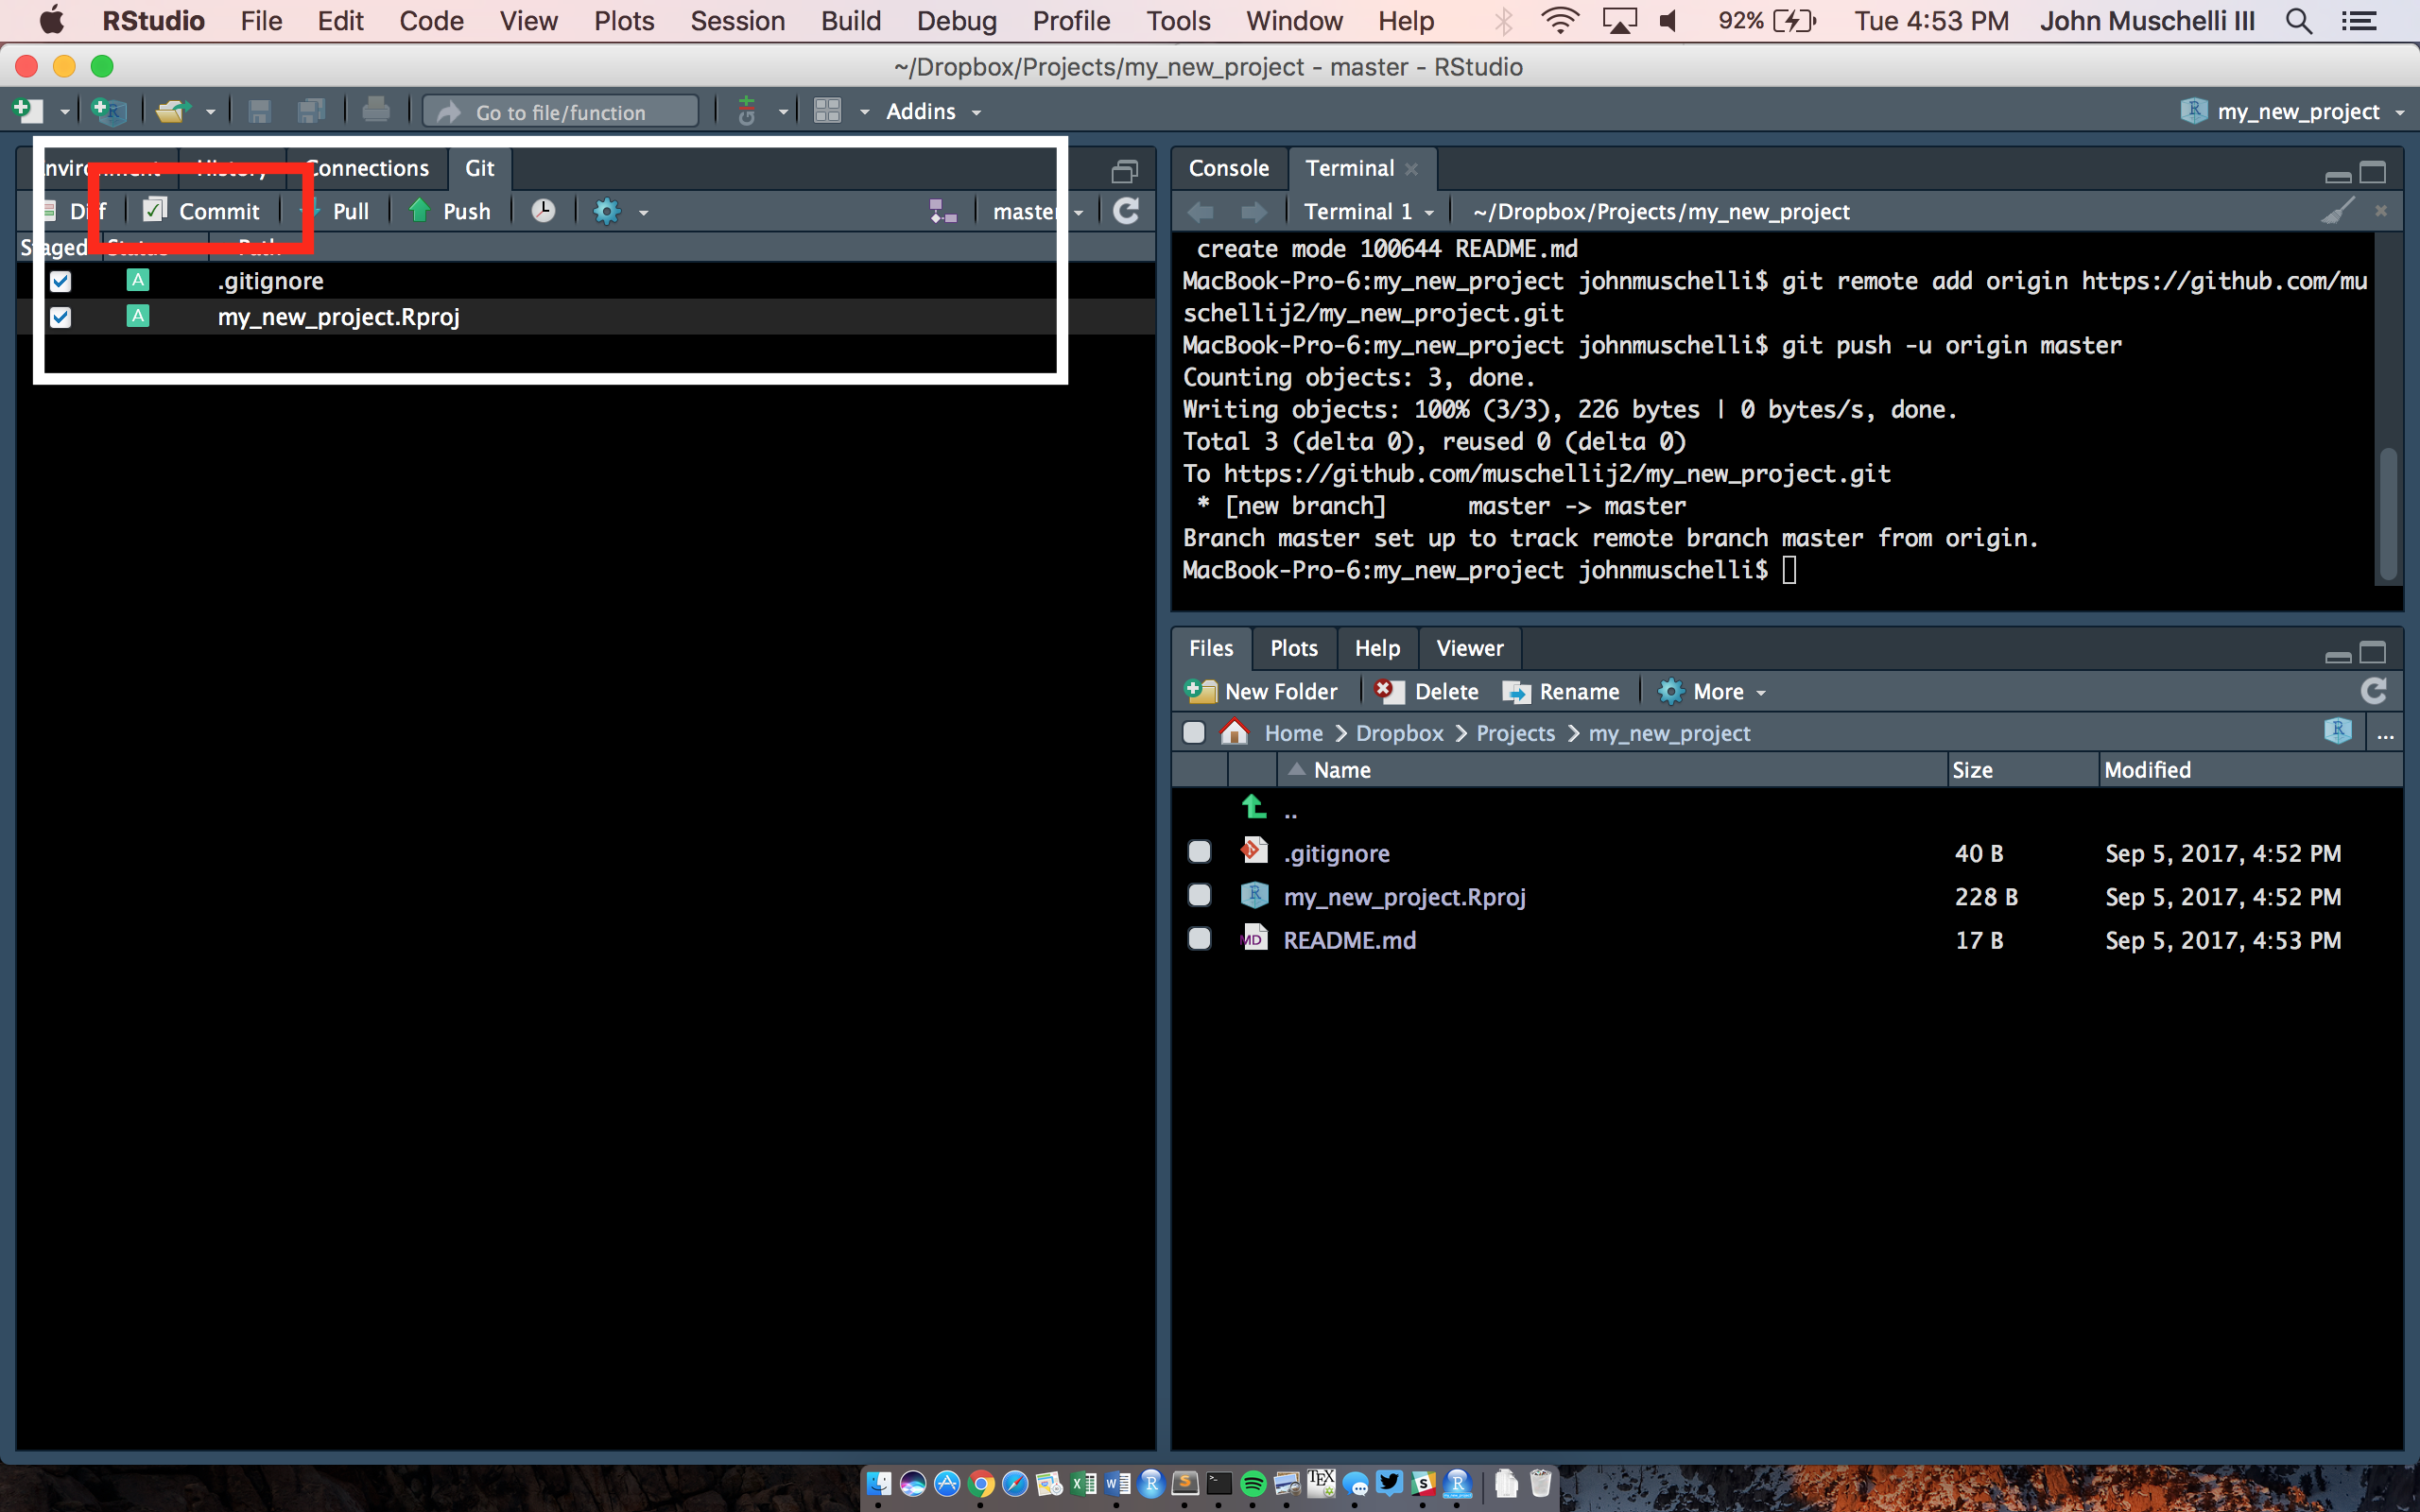 RStudio File Edit Code View Plots Session Build Debug Profile Tools Window Help 92% Tue 4:53 PM John Muschelli III
~/Dropbox/Projects/my_new_project - master - RStudio
Go to file/function Addins my_new_project
Environment History Connections Git
Diff Commit Pull Push master
Staged Status Path
A .gitignore
A my_new_project.Rproj
Console Terminal
Terminal 1 ~/Dropbox/Projects/my_new_project
create mode 100644 README.md
MacBook-Pro-6:my_new_project johnmuschelli$ git remote add origin https://github.com/mu
schellij2/my_new_project.git
MacBook-Pro-6:my_new_project johnmuschelli$ git push -u origin master
Counting objects: 3, done.
Writing objects: 100% (3/3), 226 bytes | 0 bytes/s, done.
Total 3 (delta 0), reused 0 (delta 0)
To https://github.com/muschellij2/my_new_project.git
* [new branch] master -> master
Branch master set up to track remote branch master from origin.
MacBook-Pro-6:my_new_project johnmuschelli$
Files Plots Help Viewer
New Folder Delete Rename More
Home Dropbox Projects my_new_project ...
Name Size Modified
..
.gitignore 40 B Sep 5, 2017, 4:52 PM
my_new_project.Rproj 228 B Sep 5, 2017, 4:52 PM
MD README.md 17 B Sep 5, 2017, 4:53 PM